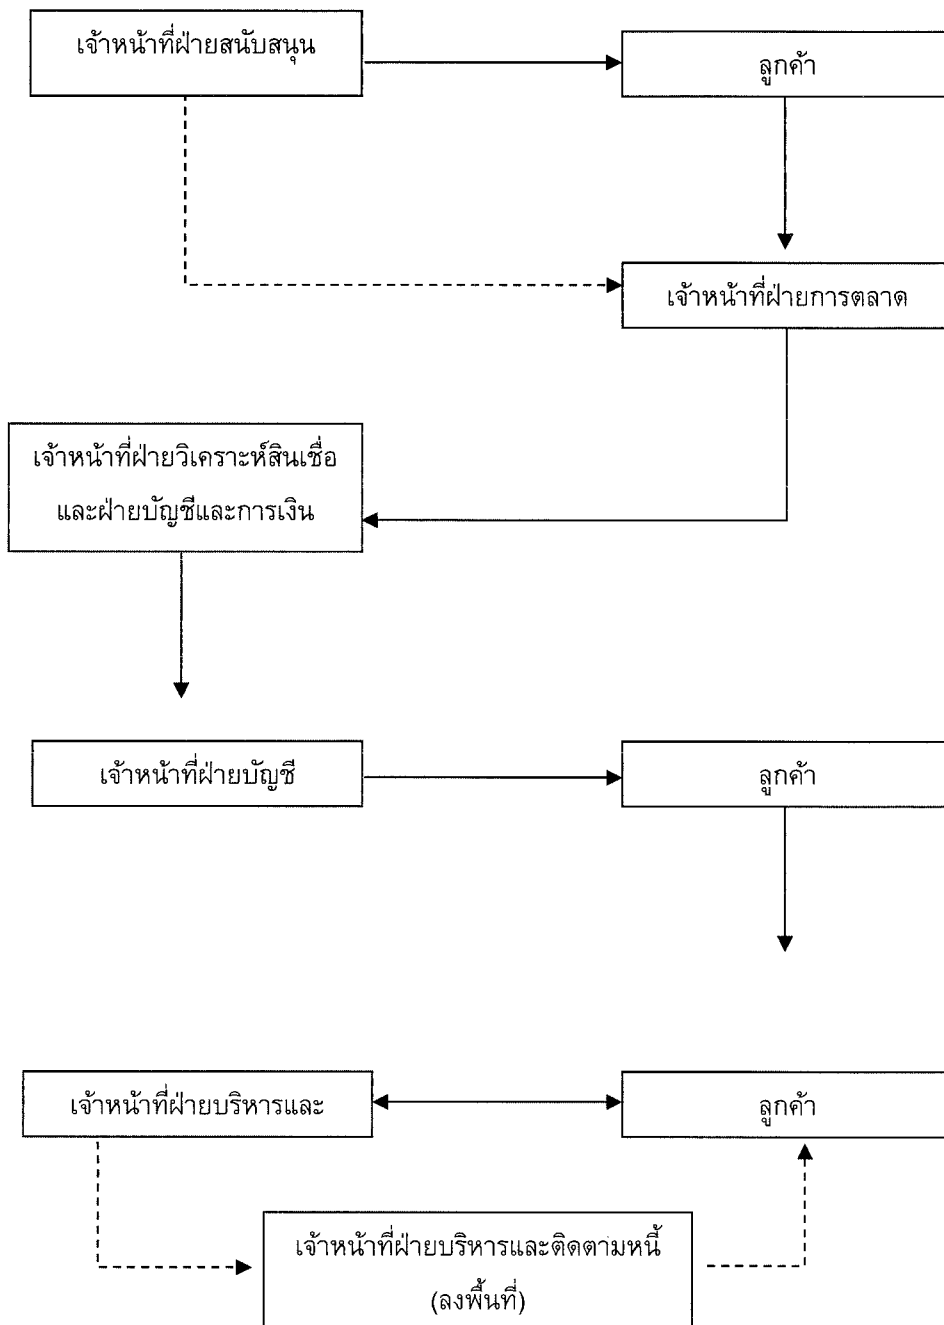 เจ้าหน้าที่ฝ่ายสนับสนุน
ลูกค้า
เจ้าหน้าที่ฝ่ายการตลาด
เจ้าหน้าที่ฝ่ายวิเคราะห์สินเชื่อ
และฝ่ายบัญชีและการเงิน
เจ้าหน้าที่ฝ่ายบัญชี
ลูกค้า
เจ้าหน้าที่ฝ่ายบริหารและ
ลูกค้า
เจ้าหน้าที่ฝ่ายบริหารและติดตามหนี้
(ลงพื้นที่)